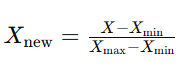 X_new = (X − X_min) / (X_max − X_min)